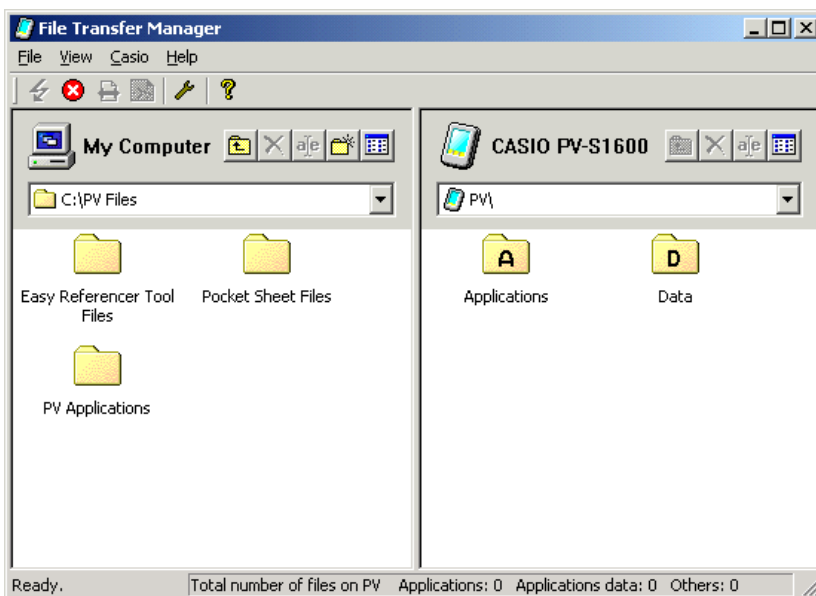 File Transfer Manager
File View Casio Help
My Computer
C:\PV Files
Easy Referencer Tool
Files
Pocket Sheet Files
PV Applications
CASIO PV-S1600
PV\
A
Applications
D
Data
Ready.
Total number of files on PV Applications: 0 Applications data: 0 Others: 0